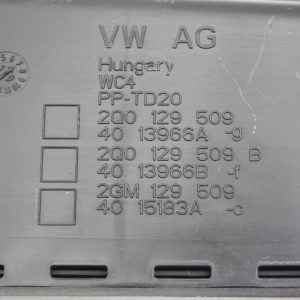 VW AG
Hungary
WC4
PP-TD20
2Q0 129 509
40 13966A -g
2Q0 129 509 B
40 13966B -f
2GM 129 509
40 15183A -c